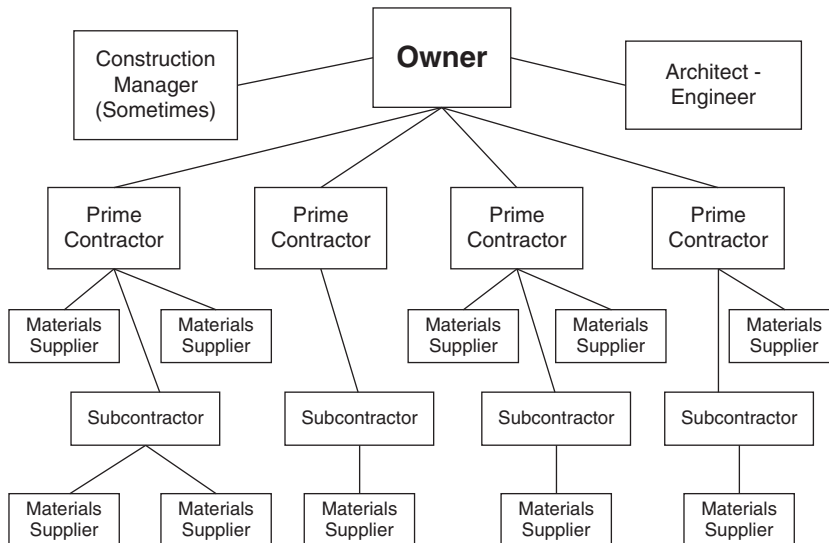 Construction
Manager
(Sometimes)
Owner
Architect -
Engineer
Prime
Contractor
Prime
Contractor
Prime
Contractor
Prime
Contractor
Materials
Supplier
Materials
Supplier
Materials
Supplier
Materials
Supplier
Materials
Supplier
Subcontractor
Subcontractor
Subcontractor
Subcontractor
Materials
Supplier
Materials
Supplier
Materials
Supplier
Materials
Supplier
Materials
Supplier